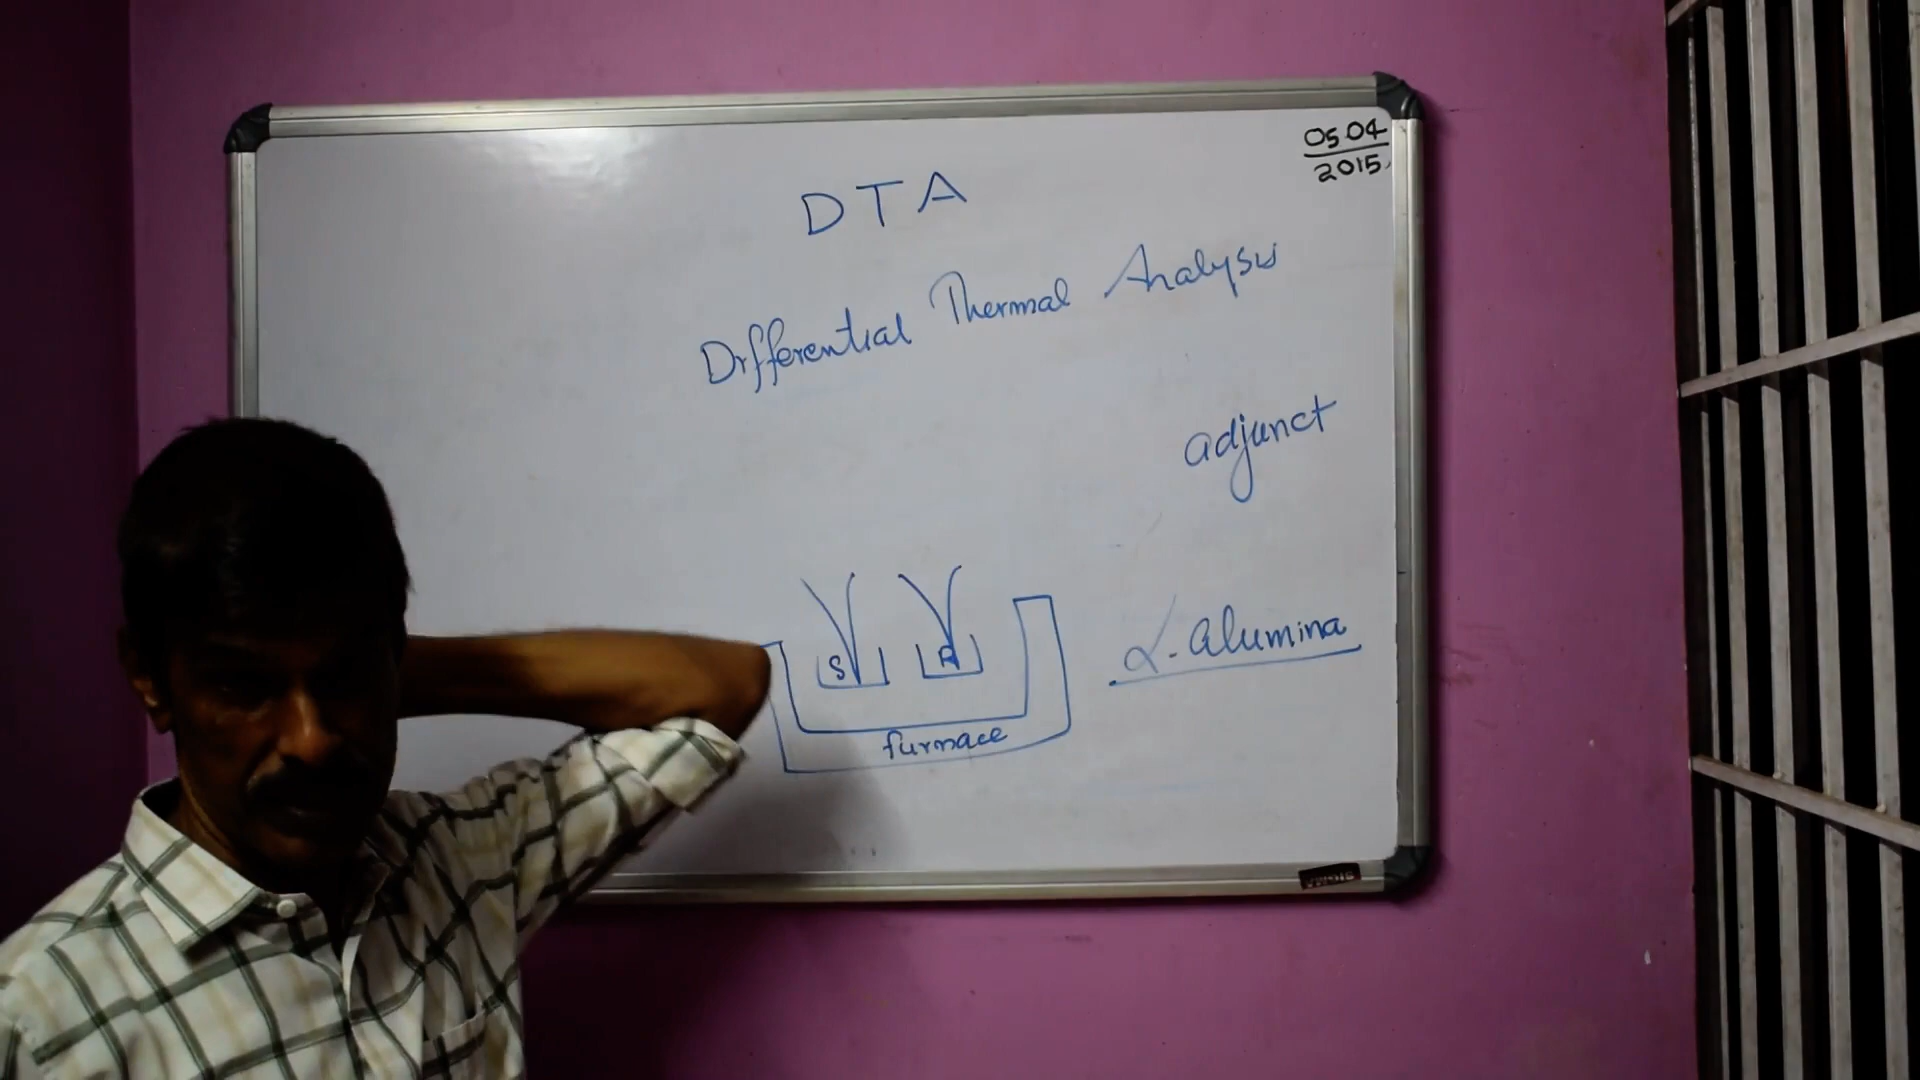 05.04
2015
DTA
Differential Thermal Analysis
adjunct
S R
α-alumina
furnace